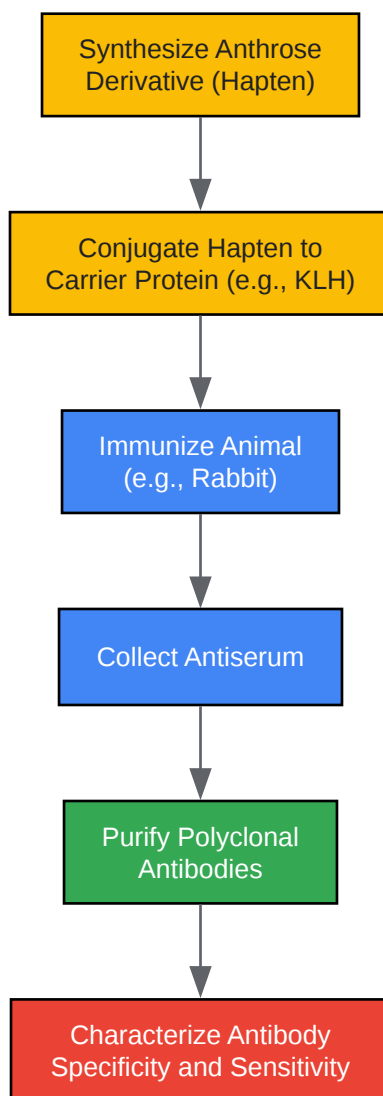 Synthesize Anthrose
Derivative (Hapten)
Conjugate Hapten to
Carrier Protein (e.g., KLH)
Immunize Animal
(e.g., Rabbit)
Collect Antiserum
Purify Polyclonal
Antibodies
Characterize Antibody
Specificity and Sensitivity